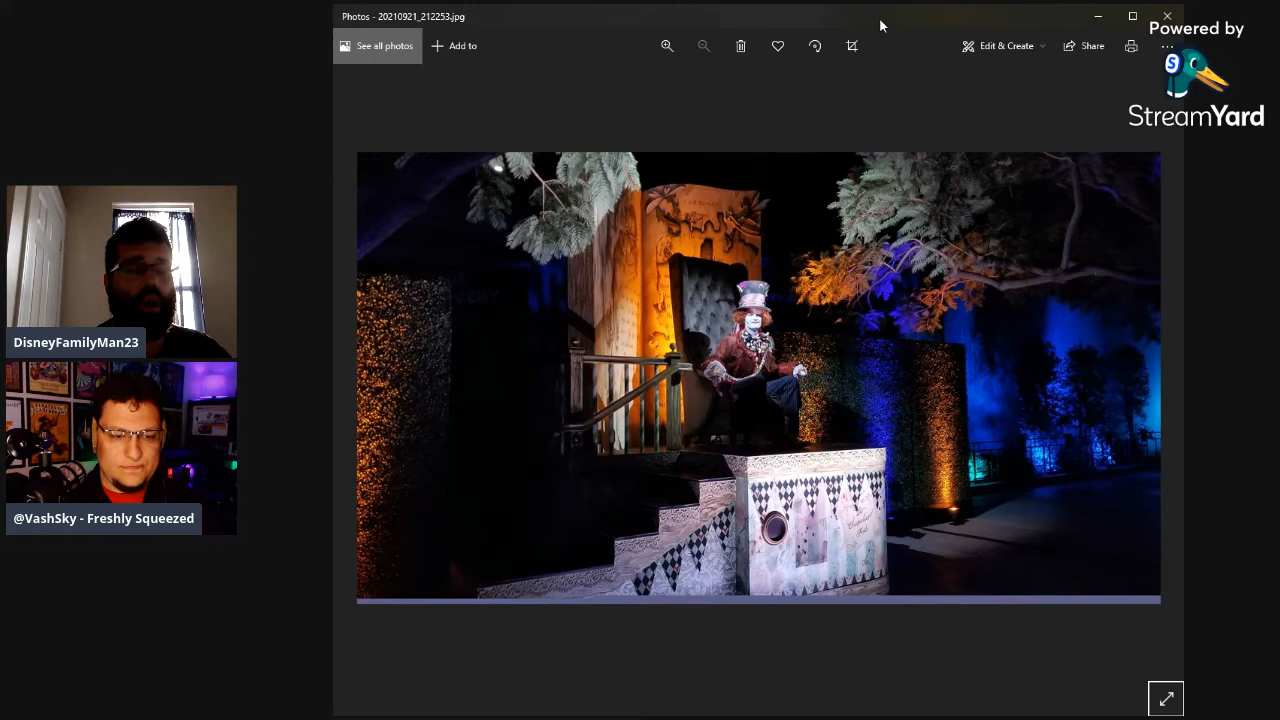 Photos - 20210921_212253.jpg
Powered by
See all photos
Add to
Edit & Create
Share
StreamYard
DisneyFamilyMan23
@VashSky - Freshly Squeezed